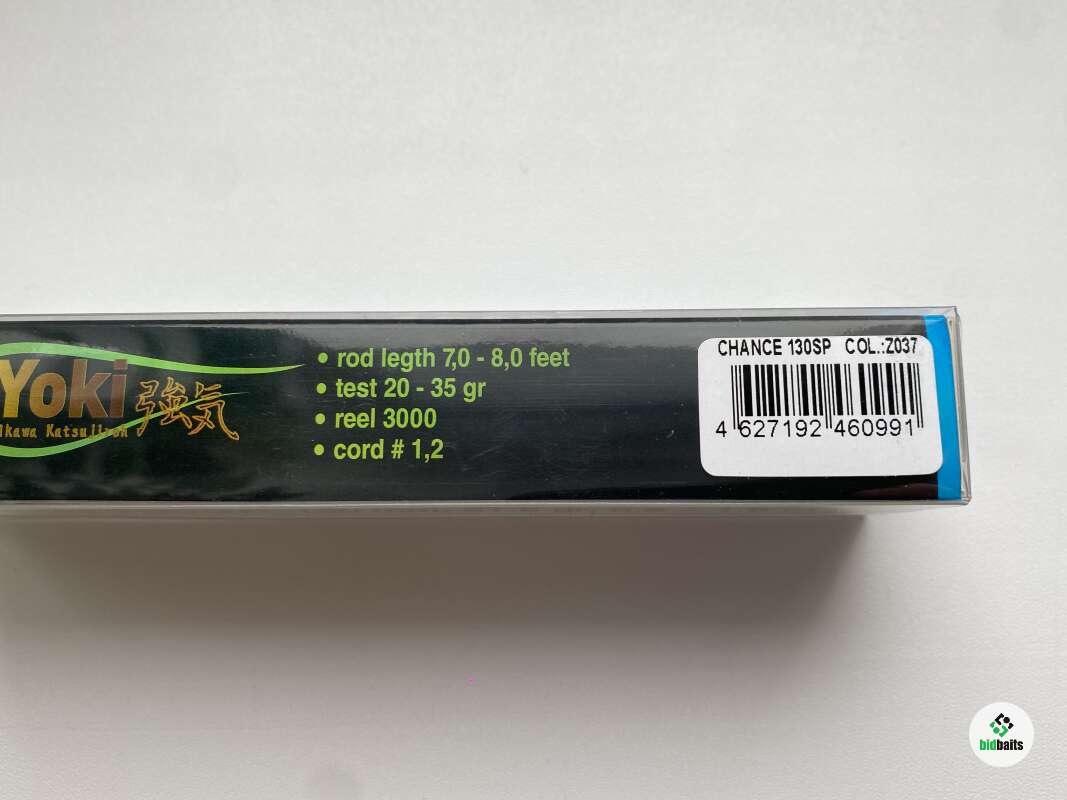 Yoki 強気
• rod legth 7,0 - 8,0 feet
• test 20 - 35 gr
• reel 3000
• cord # 1,2
CHANCE 130SP COL.:Z037
4 627192 460991
bidbaits